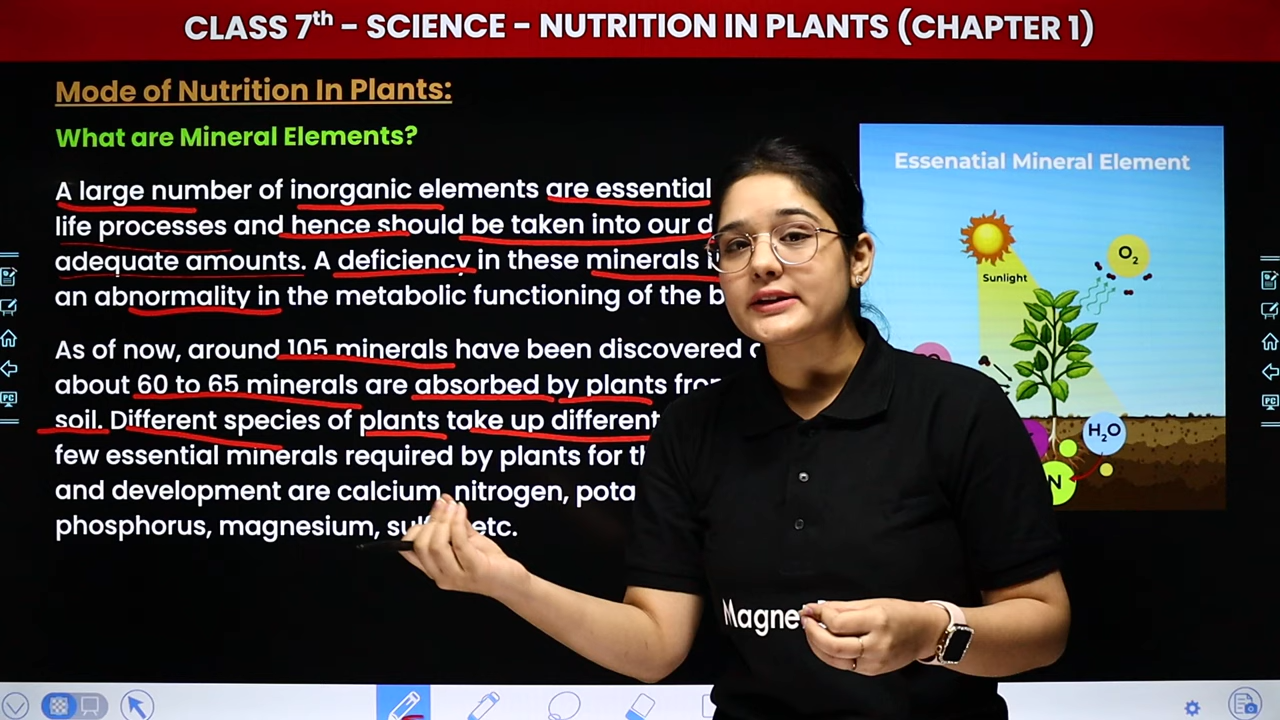 CLASS 7th – SCIENCE – NUTRITION IN PLANTS (CHAPTER 1)
Mode of Nutrition In Plants:
What are Mineral Elements?
A large number of inorganic elements are essential
life processes and hence should be taken into our
adequate amounts. A deficiency in these minerals
an abnormality in the metabolic functioning of the
As of now, around 105 minerals have been discovered
about 60 to 65 minerals are absorbed by plants
soil. Different species of plants take up different
few essential minerals required by plants for
and development are calcium, nitrogen,
phosphorus, magnesium, etc.
Essenatial Mineral Element
Sunlight
O₂
H₂O
N
PC
PC